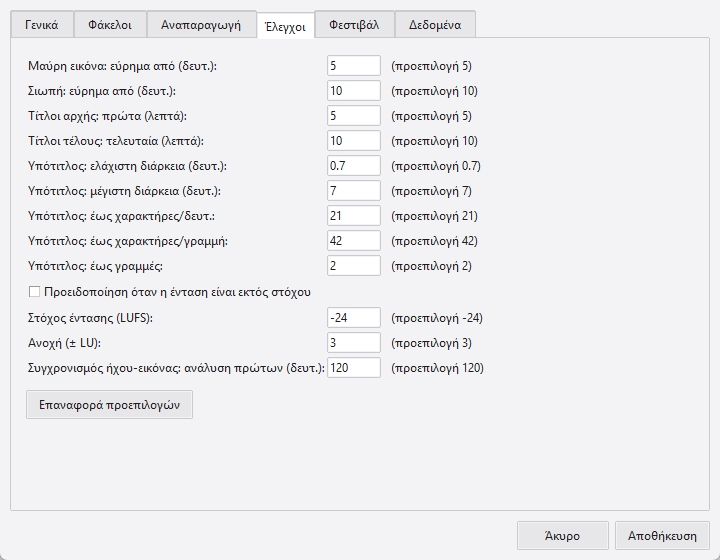 Γενικά Φάκελοι Αναπαραγωγή Έλεγχοι Φεστιβάλ Δεδομένα
Μαύρη εικόνα: εύρημα από (δευτ.): 5 (προεπιλογή 5)
Σιωπή: εύρημα από (δευτ.): 10 (προεπιλογή 10)
Τίτλοι αρχής: πρώτα (λεπτά): 5 (προεπιλογή 5)
Τίτλοι τέλους: τελευταία (λεπτά): 10 (προεπιλογή 10)
Υπότιτλος: ελάχιστη διάρκεια (δευτ.): 0.7 (προεπιλογή 0.7)
Υπότιτλος: μέγιστη διάρκεια (δευτ.): 7 (προεπιλογή 7)
Υπότιτλος: έως χαρακτήρες/δευτ.: 21 (προεπιλογή 21)
Υπότιτλος: έως χαρακτήρες/γραμμή: 42 (προεπιλογή 42)
Υπότιτλος: έως γραμμές: 2 (προεπιλογή 2)
Προειδοποίηση όταν η ένταση είναι εκτός στόχου
Στόχος έντασης (LUFS): -24 (προεπιλογή -24)
Ανοχή (± LU): 3 (προεπιλογή 3)
Συγχρονισμός ήχου-εικόνας: ανάλυση πρώτων (δευτ.): 120 (προεπιλογή 120)
Επαναφορά προεπιλογών
Άκυρο Αποθήκευση